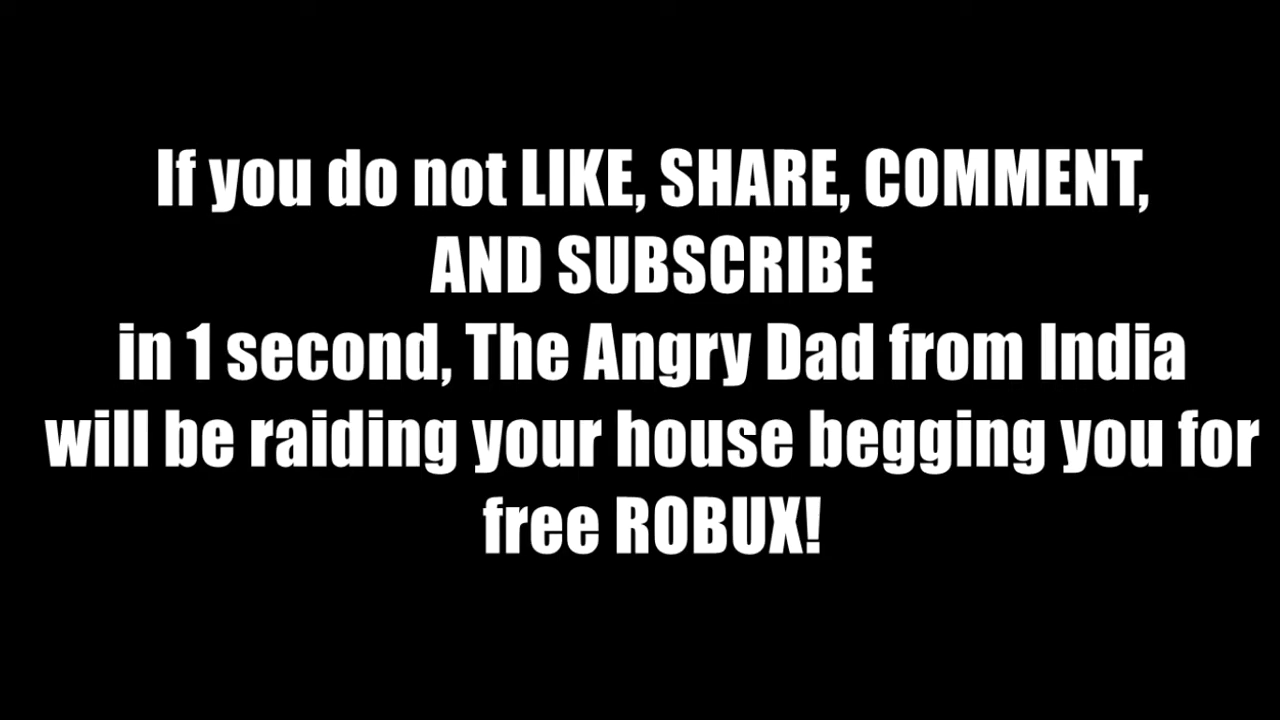 If you do not LIKE, SHARE, COMMENT,
AND SUBSCRIBE
in 1 second, The Angry Dad from India
will be raiding your house begging you for
free ROBUX!